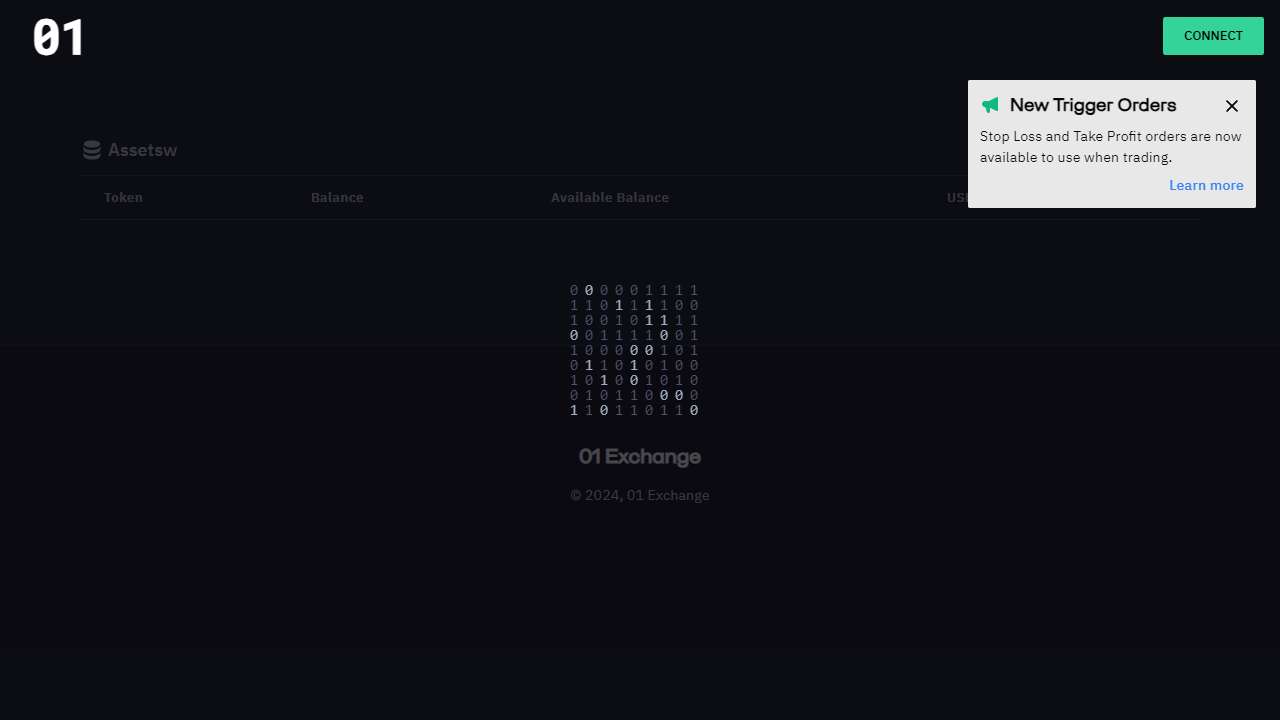 01
CONNECT
New Trigger Orders
Stop Loss and Take Profit orders are now
available to use when trading.
Learn more
Assetsw
Token Balance Available Balance
0 0 0 0 0 1 1 1 1
1 1 0 1 1 1 1 0 0
1 0 0 1 0 1 1 1 1
0 0 1 1 1 1 0 0 1
1 0 0 0 0 0 1 0 1
0 1 1 0 1 0 1 0 0
1 0 1 0 0 1 0 1 0
0 1 0 1 1 0 0 0 0
1 1 0 1 1 0 1 1 0
01 Exchange
© 2024, 01 Exchange